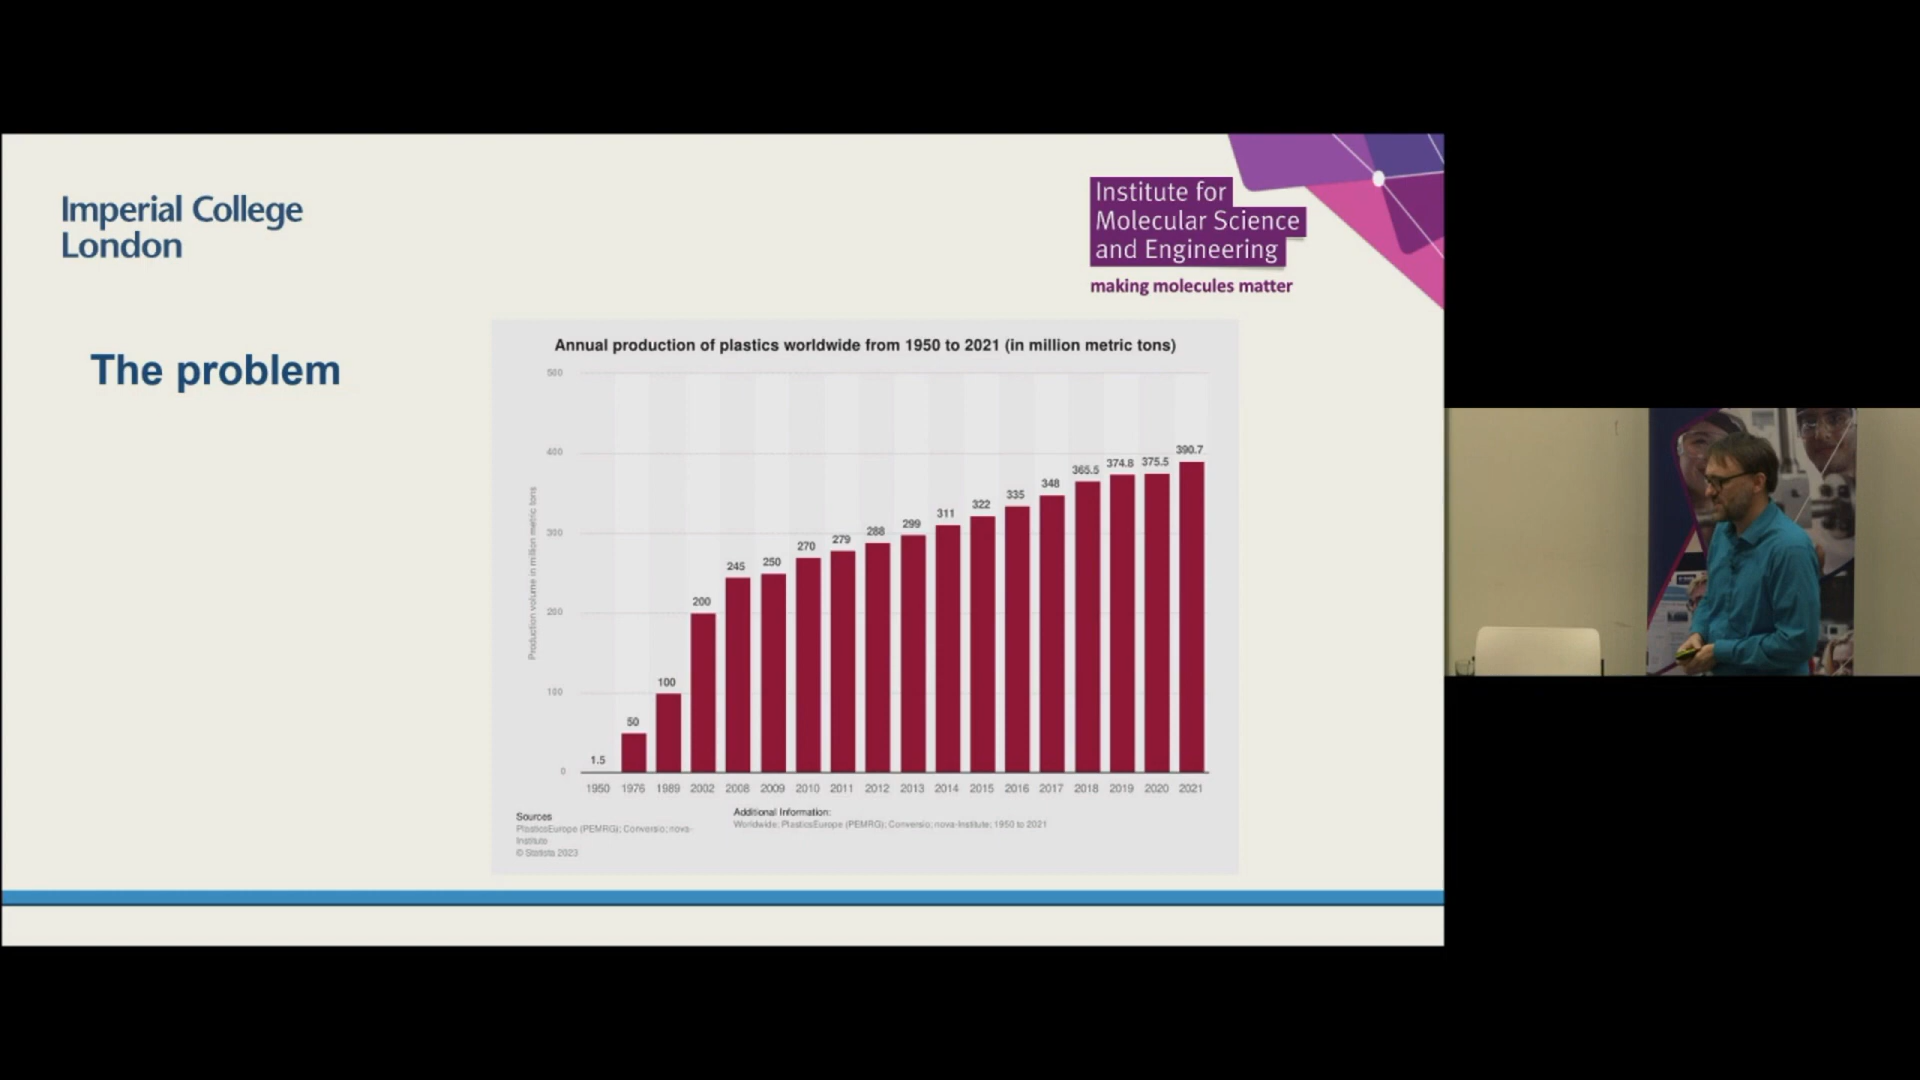 Imperial College
London
Institute for
Molecular Science
and Engineering
making molecules matter
The problem
Annual production of plastics worldwide from 1950 to 2021 (in million metric tons)
Production volume in million metric tons
500
400
300
200
100
0
1.5
50
100
200
245
250
270
279
288
299
311
322
335
348
365.5
374.8
375.5
390.7
1950 1976 1989 2002 2008 2009 2010 2011 2012 2013 2014 2015 2016 2017 2018 2019 2020 2021
Sources
PlasticsEurope (PEMRG); Conversio; nova-
Institute
© Statista 2023
Additional Information:
Worldwide; PlasticsEurope (PEMRG); Conversio; nova-Institute; 1950 to 2021